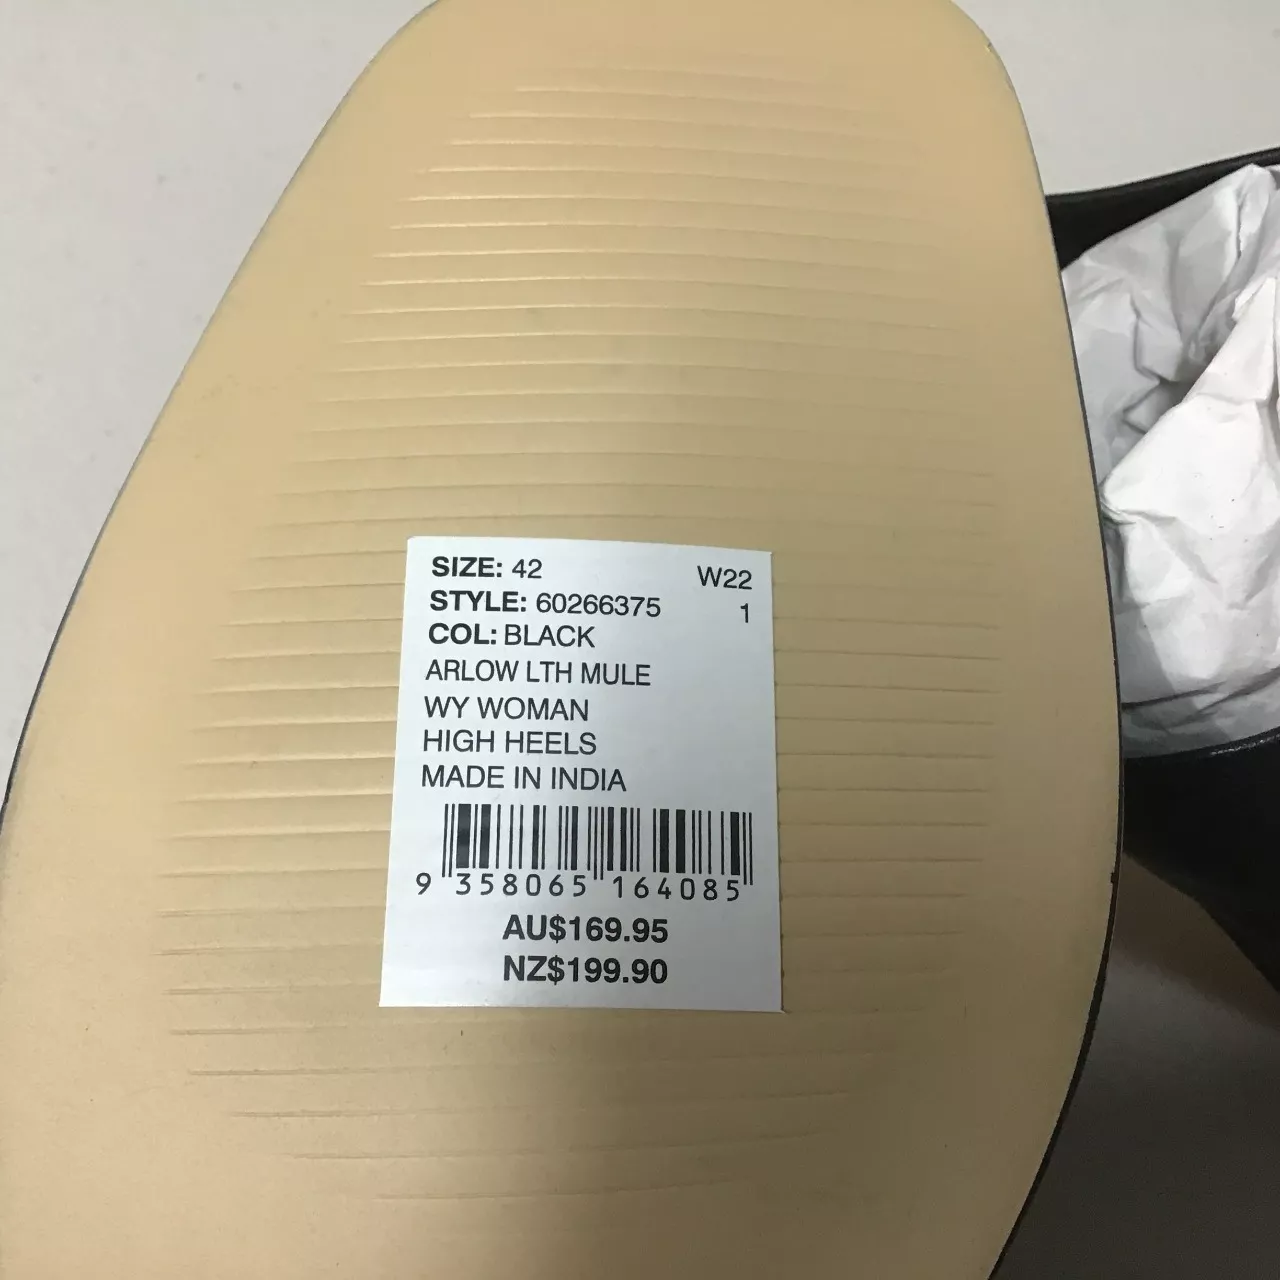 SIZE: 42 W22
STYLE: 60266375 1
COL: BLACK
ARLOW LTH MULE
WY WOMAN
HIGH HEELS
MADE IN INDIA
9 358065 164085
AU$169.95
NZ$199.90